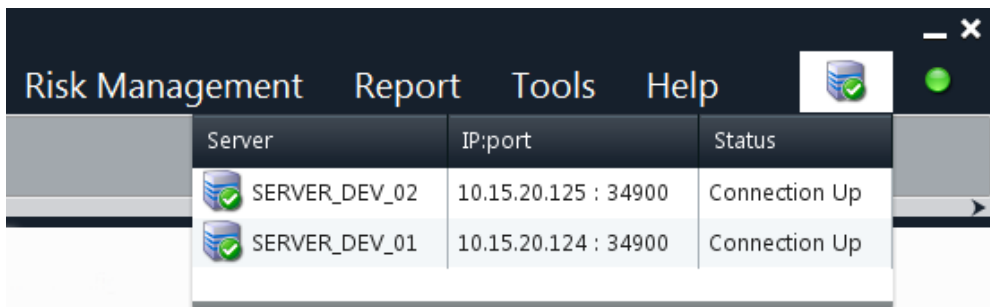 Risk Management Report Tools Help
Server IP:port Status
SERVER_DEV_02 10.15.20.125 : 34900 Connection Up
SERVER_DEV_01 10.15.20.124 : 34900 Connection Up